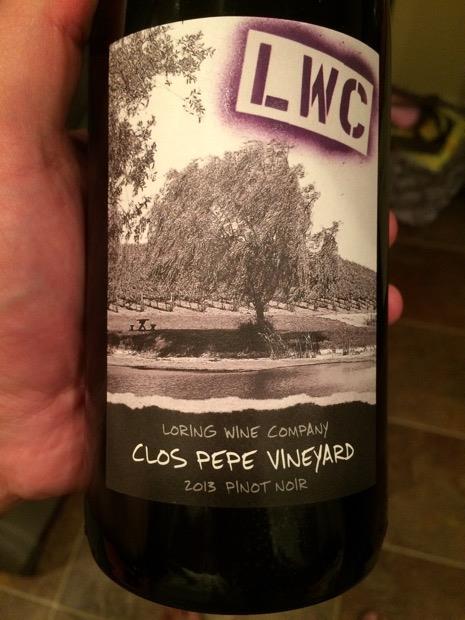 LWC
LORING WINE COMPANY
CLOS PEPE VINEYARD
2013 PINOT NOIR